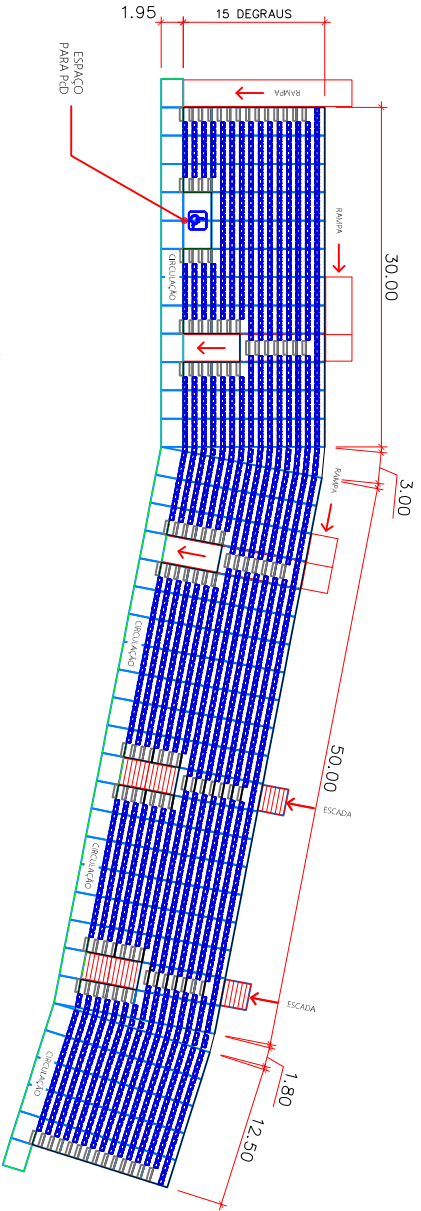 1.95
15 DEGRAUS
RAMPA
ESPAÇO
PARA PcD
RAMPA
30.00
CIRCULAÇÃO
3.00
RAMPA
CIRCULAÇÃO
50.00
ESCADA
CIRCULAÇÃO
ESCADA
CIRCULAÇÃO
1.80
12.50